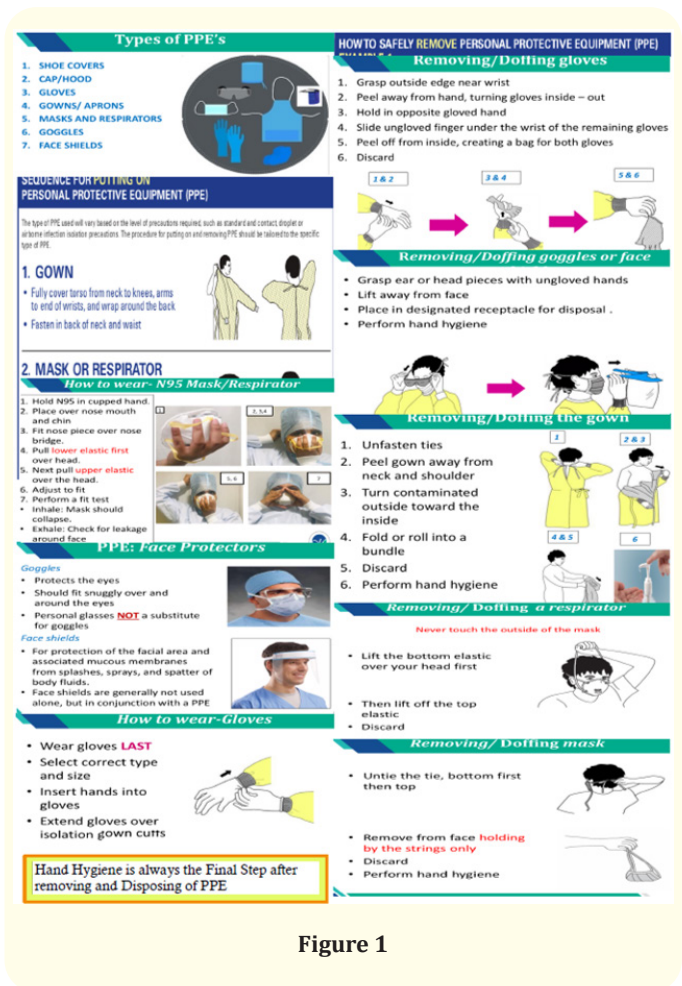 Types of PPE's
1. SHOE COVERS
2. CAP/HOOD
3. GLOVES
4. GOWNS/ APRONS
5. MASKS AND RESPIRATORS
6. GOGGLES
7. FACE SHIELDS
SEQUENCE FOR PUTTING ON
PERSONAL PROTECTIVE EQUIPMENT (PPE)
The type of PPE used will vary based on the level of precautions required, such as standard and contact, droplet or
airborne infection isolation precautions. The procedure for putting on and removing PPE should be tailored to the specific
type of PPE.
1. GOWN
• Fully cover torso from neck to knees, arms
to end of wrists, and wrap around the back
• Fasten in back of neck and waist
2. MASK OR RESPIRATOR
How to wear- N95 Mask/Respirator
1. Hold N95 in cupped hand.
2. Place over nose mouth
and chin
3. Fit nose piece over nose
bridge.
4. Pull lower elastic first
over head.
5. Next pull upper elastic
over the head.
6. Adjust to fit
7. Perform a fit test
• Inhale: Mask should
collapse.
• Exhale: Check for leakage
around face
1
2, 3,4
5, 6
7
PPE: Face Protectors
Goggles
• Protects the eyes
• Should fit snuggly over and
around the eyes
• Personal glasses NOT a substitute
for goggles
Face shields
• For protection of the facial area and
associated mucous membranes
from splashes, sprays, and spatter of
body fluids.
• Face shields are generally not used
alone, but in conjunction with a PPE
How to wear-Gloves
• Wear gloves LAST
• Select correct type
and size
• Insert hands into
gloves
• Extend gloves over
isolation gown cuffs
Hand Hygiene is always the Final Step after
removing and Disposing of PPE
HOW TO SAFELY REMOVE PERSONAL PROTECTIVE EQUIPMENT (PPE)
Removing/Doffing gloves
1. Grasp outside edge near wrist
2. Peel away from hand, turning gloves inside – out
3. Hold in opposite gloved hand
4. Slide ungloved finger under the wrist of the remaining gloves
5. Peel off from inside, creating a bag for both gloves
6. Discard
1 & 2
3 & 4
5 & 6
Removing/Doffing goggles or face
• Grasp ear or head pieces with ungloved hands
• Lift away from face
• Place in designated receptacle for disposal .
• Perform hand hygiene
Removing/Doffing the gown
1. Unfasten ties
2. Peel gown away from
neck and shoulder
3. Turn contaminated
outside toward the
inside
4. Fold or roll into a
bundle
5. Discard
6. Perform hand hygiene
1
2 & 3
4 & 5
6
Removing/ Doffing a respirator
Never touch the outside of the mask
• Lift the bottom elastic
over your head first
• Then lift off the top
elastic
• Discard
Removing/ Doffing mask
• Untie the tie, bottom first
then top
• Remove from face holding
by the strings only
• Discard
• Perform hand hygiene
Figure 1